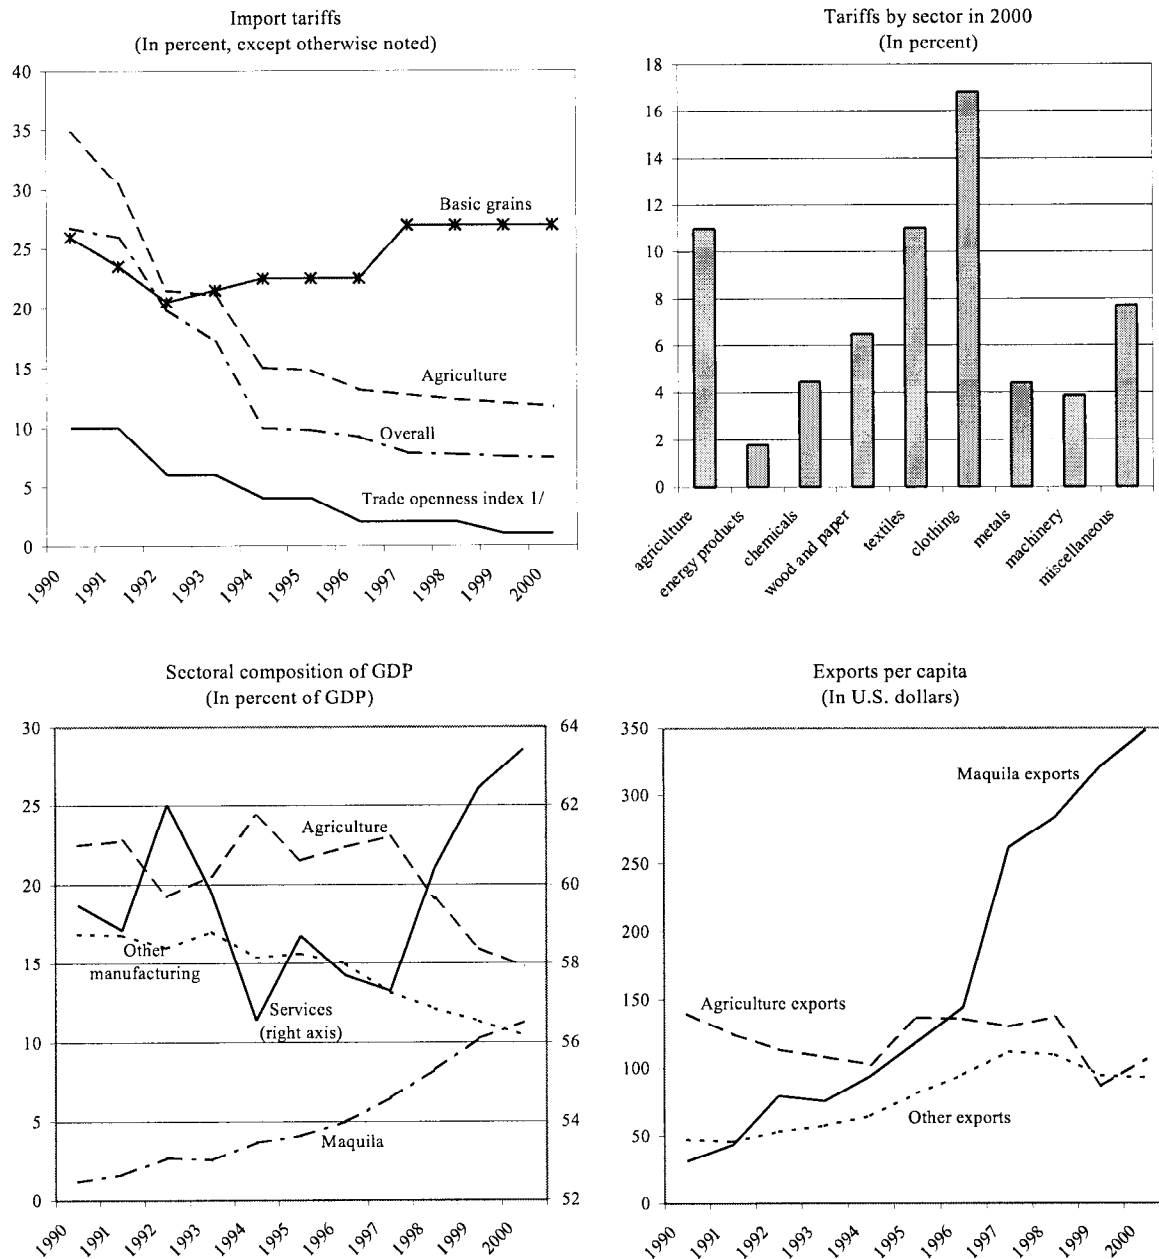 Import tariffs
(In percent, except otherwise noted)
40
35
30
25
20
15
10
5
0
Basic grains
Agriculture
Overall
Trade openness index 1/
1990
1991
1992
1993
1994
1995
1996
1997
1998
1999
2000
Tariffs by sector in 2000
(In percent)
18
16
14
12
10
8
6
4
2
0
agriculture
energy products
chemicals
wood and paper
textiles
clothing
metals
machinery
miscellaneous
Sectoral composition of GDP
(In percent of GDP)
30
25
20
15
10
5
0
64
62
60
58
56
54
52
Agriculture
Other
manufacturing
Services
(right axis)
Maquila
1990
1991
1992
1993
1994
1995
1996
1997
1998
1999
2000
Exports per capita
(In U.S. dollars)
350
300
250
200
150
100
50
0
Maquila exports
Agriculture exports
Other exports
1990
1991
1992
1993
1994
1995
1996
1997
1998
1999
2000